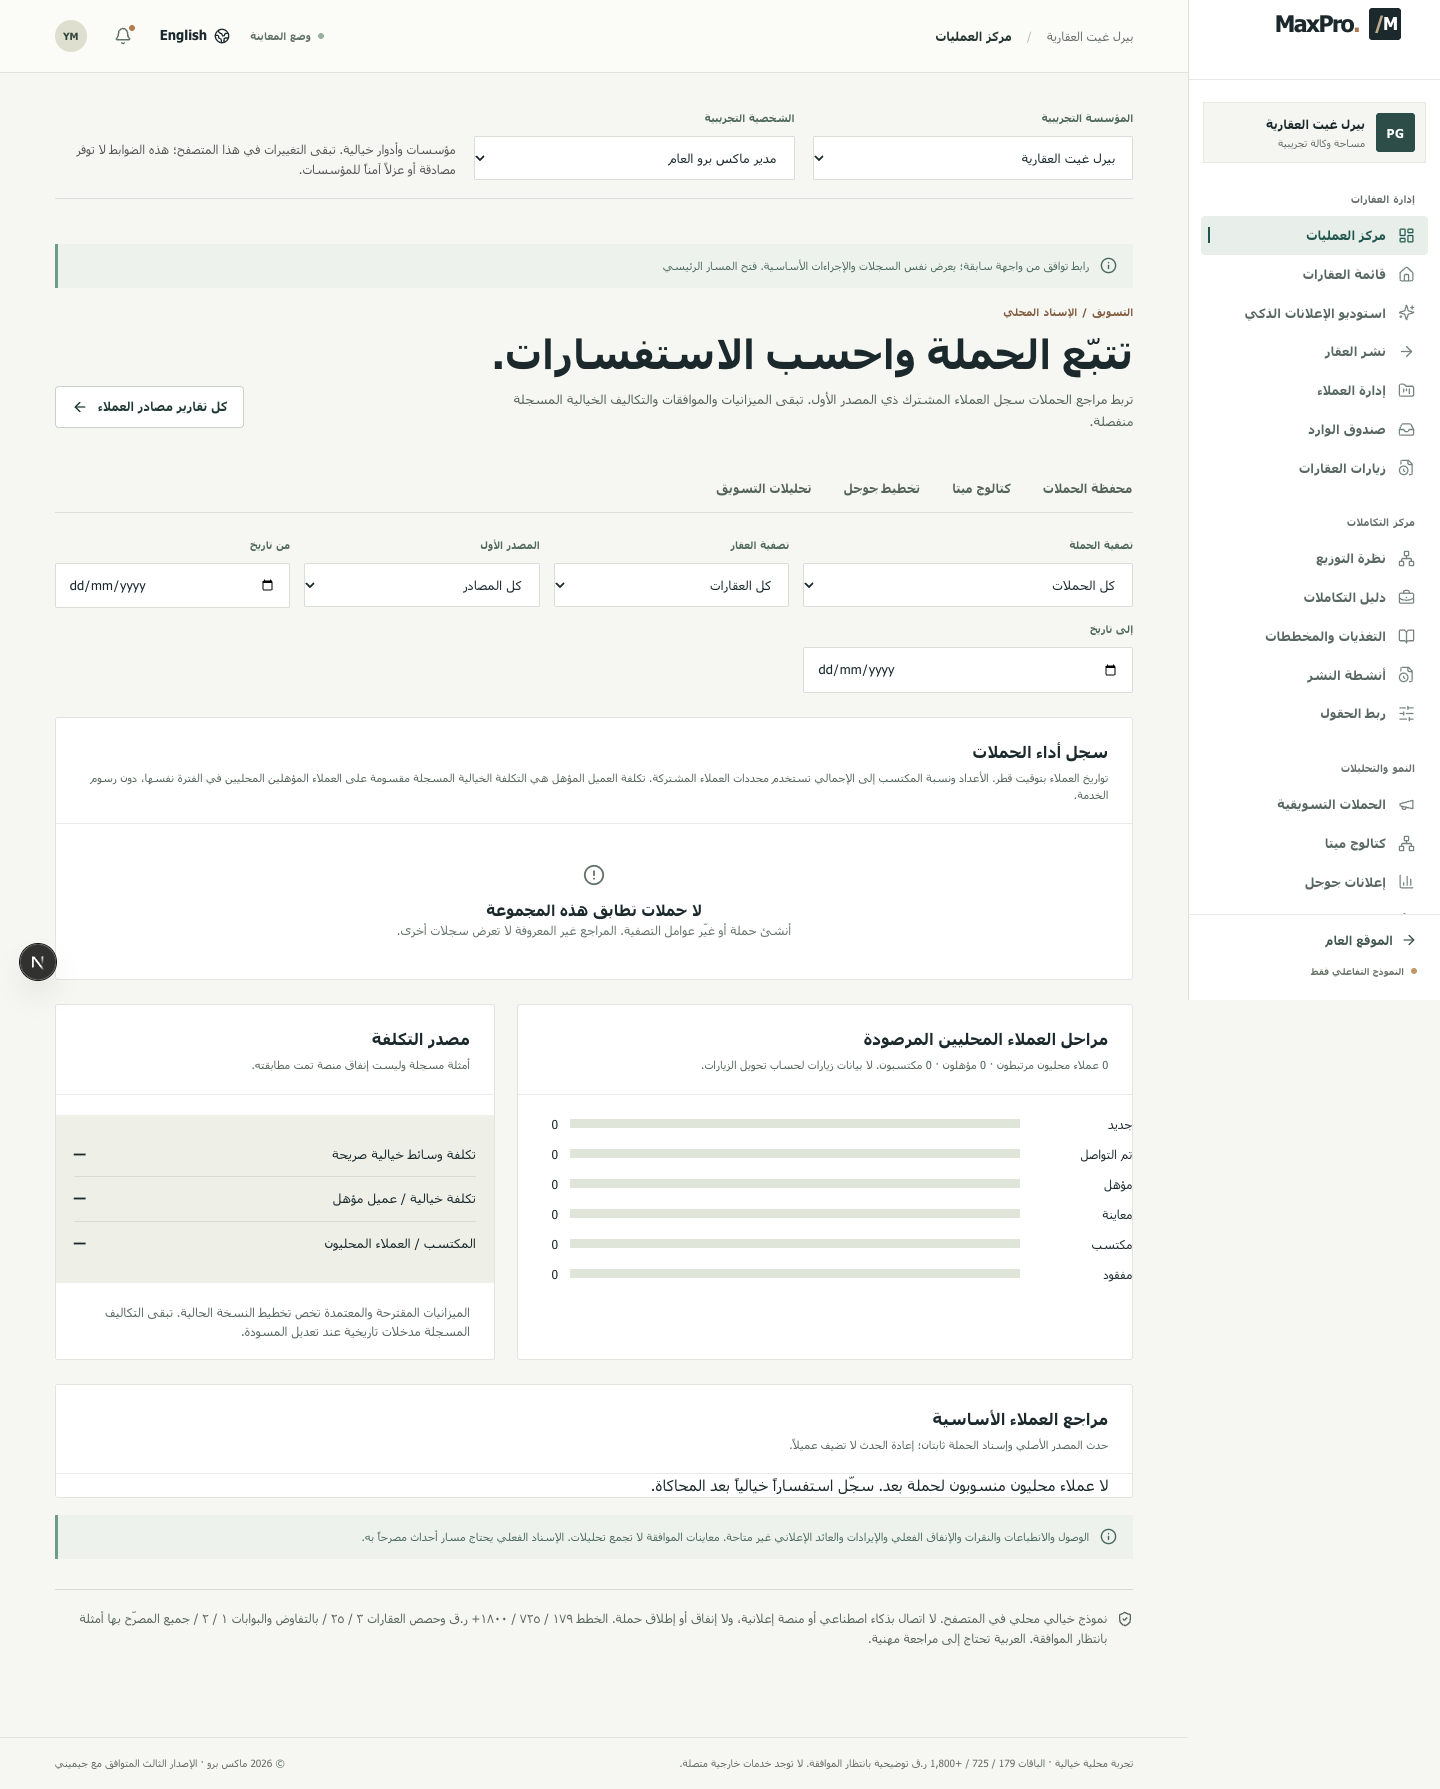 MaxPro.
/M
بيرل غيت العقارية / مركز العمليات
وضع المعاينة
English
YM
PG
بيرل غيت العقارية
مساحة وكالة تجريبية
إدارة العقارات
مركز العمليات
قائمة العقارات
استوديو الإعلانات الذكي
نشر العقار
إدارة العملاء
صندوق الوارد
زيارات العقارات
مركز التكاملات
نظرة التوزيع
دليل التكاملات
التغذيات والمخططات
أنشطة النشر
ربط الحقول
النمو والتحليلات
الحملات التسويقية
كتالوج ميتا
إعلانات جوجل
الموقع العام
النموذج التفاعلي فقط
المؤسسة التجريبية
بيرل غيت العقارية
الشخصية التجريبية
مدير ماكس برو العام
مؤسسات وأدوار خيالية. تبقى التغييرات في هذا المتصفح؛ هذه الضوابط لا توفر
مصادقة أو عزلاً آمناً للمؤسسات.
رابط توافق من واجهة سابقة؛ يعرض نفس السجلات والإجراءات الأساسية. فتح المسار الرئيسي
التسويق / الإسناد المحلي
تتبّع الحملة واحسب الاستفسارات.
تربط مراجع الحملات سجل العملاء المشترك ذي المصدر الأول. تبقى الميزانيات والموافقات والتكاليف الخيالية المسجلة
منفصلة.
كل تقارير مصادر العملاء
محفظة الحملات
كتالوج ميتا
تخطيط جوجل
تحليلات التسويق
تصفية الحملة
كل الحملات
تصفية العقار
كل العقارات
المصدر الأول
كل المصادر
من تاريخ
dd/mm/yyyy
إلى تاريخ
dd/mm/yyyy
سجل أداء الحملات
تواريخ العملاء بتوقيت قطر. الأعداد ونسبة المكتسب إلى الإجمالي تستخدم محددات العملاء المشتركة. تكلفة العميل المؤهل هي التكلفة الخيالية المسجلة مقسومة على العملاء المؤهلين المحليين في الفترة نفسها، دون رسوم
الخدمة.
لا حملات تطابق هذه المجموعة
أنشئ حملة أو غيّر عوامل التصفية. المراجع غير المعروفة لا تعرض سجلات أخرى.
مراحل العملاء المحليين المرصودة
0 عملاء محليون مرتبطون · 0 مؤهلون · 0 مكتسبون. لا بيانات زيارات لحساب تحويل الزيارات.
جديد 0
تم التواصل 0
مؤهل 0
معاينة 0
مكتسب 0
مفقود 0
مصدر التكلفة
أمثلة مسجلة وليست إنفاق منصة تمت مطابقته.
تكلفة وسائط خيالية صريحة —
تكلفة خيالية / عميل مؤهل —
المكتسب / العملاء المحليون —
الميزانيات المقترحة والمعتمدة تخص تخطيط النسخة الحالية. تبقى التكاليف
المسجلة مدخلات تاريخية عند تعديل المسودة.
مراجع العملاء الأساسية
حدث المصدر الأصلي وإسناد الحملة ثابتان؛ إعادة الحدث لا تضيف عميلاً.
لا عملاء محليون منسوبون لحملة بعد. سجّل استفساراً خيالياً بعد المحاكاة.
الوصول والانطباعات والنقرات والإنفاق الفعلي والإيرادات والعائد الإعلاني غير متاحة. معاينات الموافقة لا تجمع تحليلات. الإسناد الفعلي يحتاج مسار أحداث مصرحاً به.
نموذج خيالي محلي في المتصفح. لا اتصال بذكاء اصطناعي أو منصة إعلانية، ولا إنفاق أو إطلاق حملة. الخطط ١٧٩ / ٧٢٥ / ١٨٠٠+ ر.ق وحصص العقارات ٣ / ٢٥ / بالتفاوض والبوابات ١ / ٢ / جميع المصرّح بها أمثلة
بانتظار الموافقة. العربية تحتاج إلى مراجعة مهنية.
تجربة محلية خيالية · الباقات 179 / 725 / +1,800 ر.ق توضيحية بانتظار الموافقة. لا توجد خدمات خارجية متصلة.
© 2026 ماكس برو · الإصدار الثالث المتوافق مع جيميني